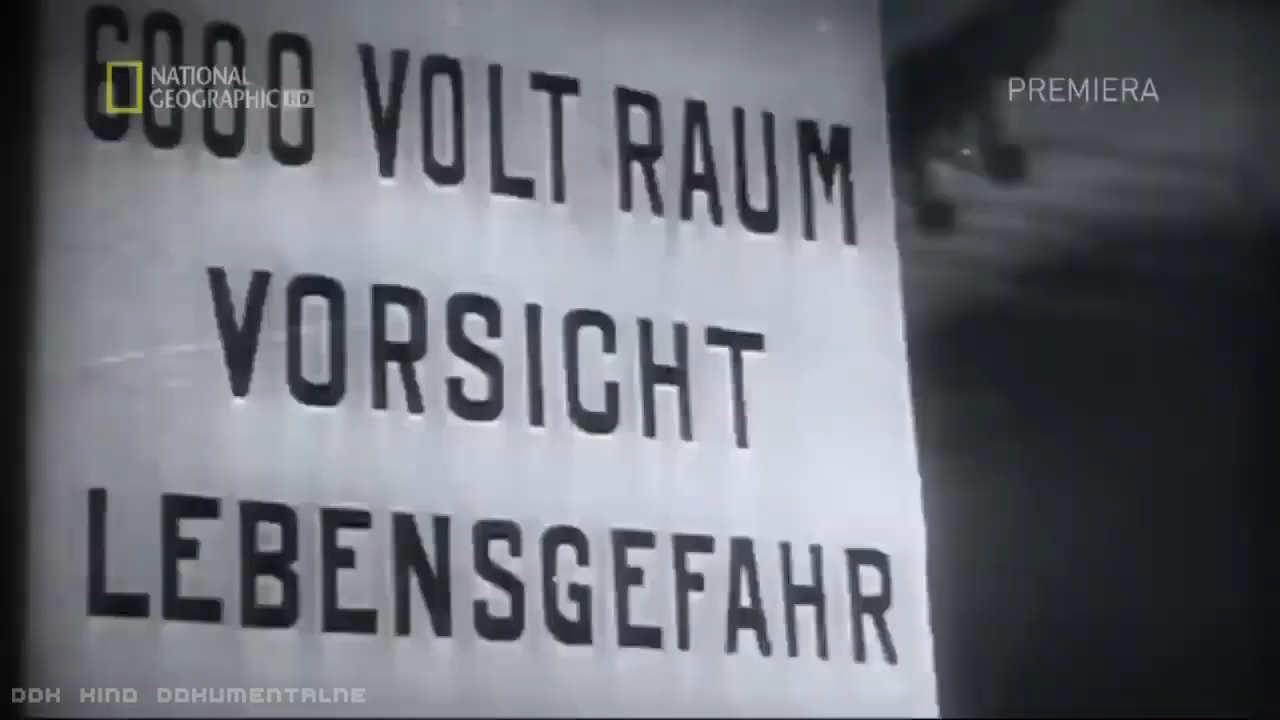 6000 VOLT RAUM
NATIONAL
GEOGRAPHIC HD
PREMIERA
VORSICHT
LEBENSGEFAHR
DDK KINO DOKUMENTALNE